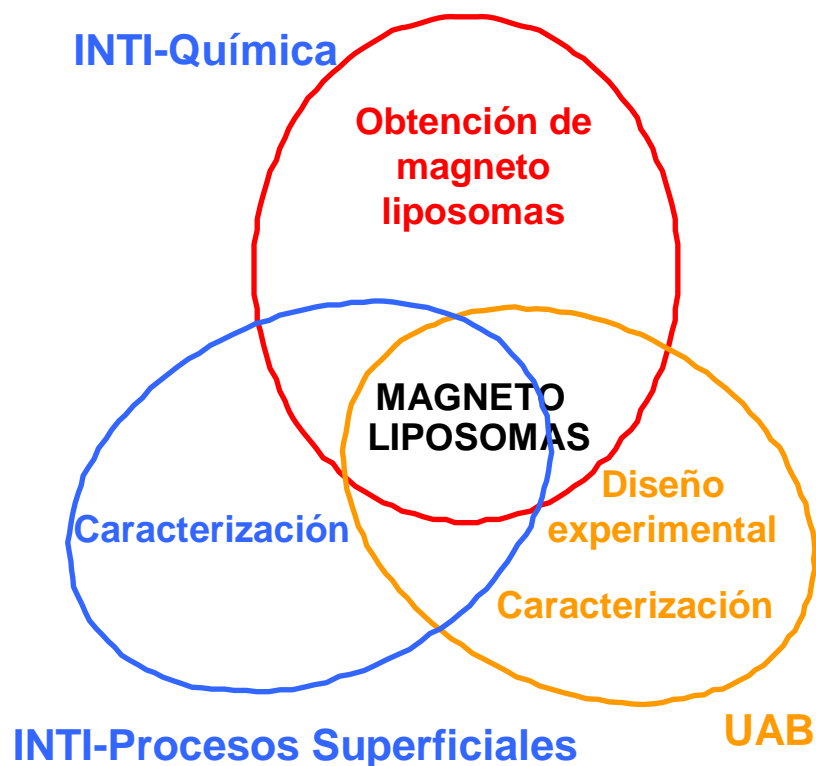 INTI-Química
Obtención de
magneto
liposomas
MAGNETO
LIPOSOMAS
Caracterización
Diseño
experimental
Caracterización
INTI-Procesos Superficiales
UAB